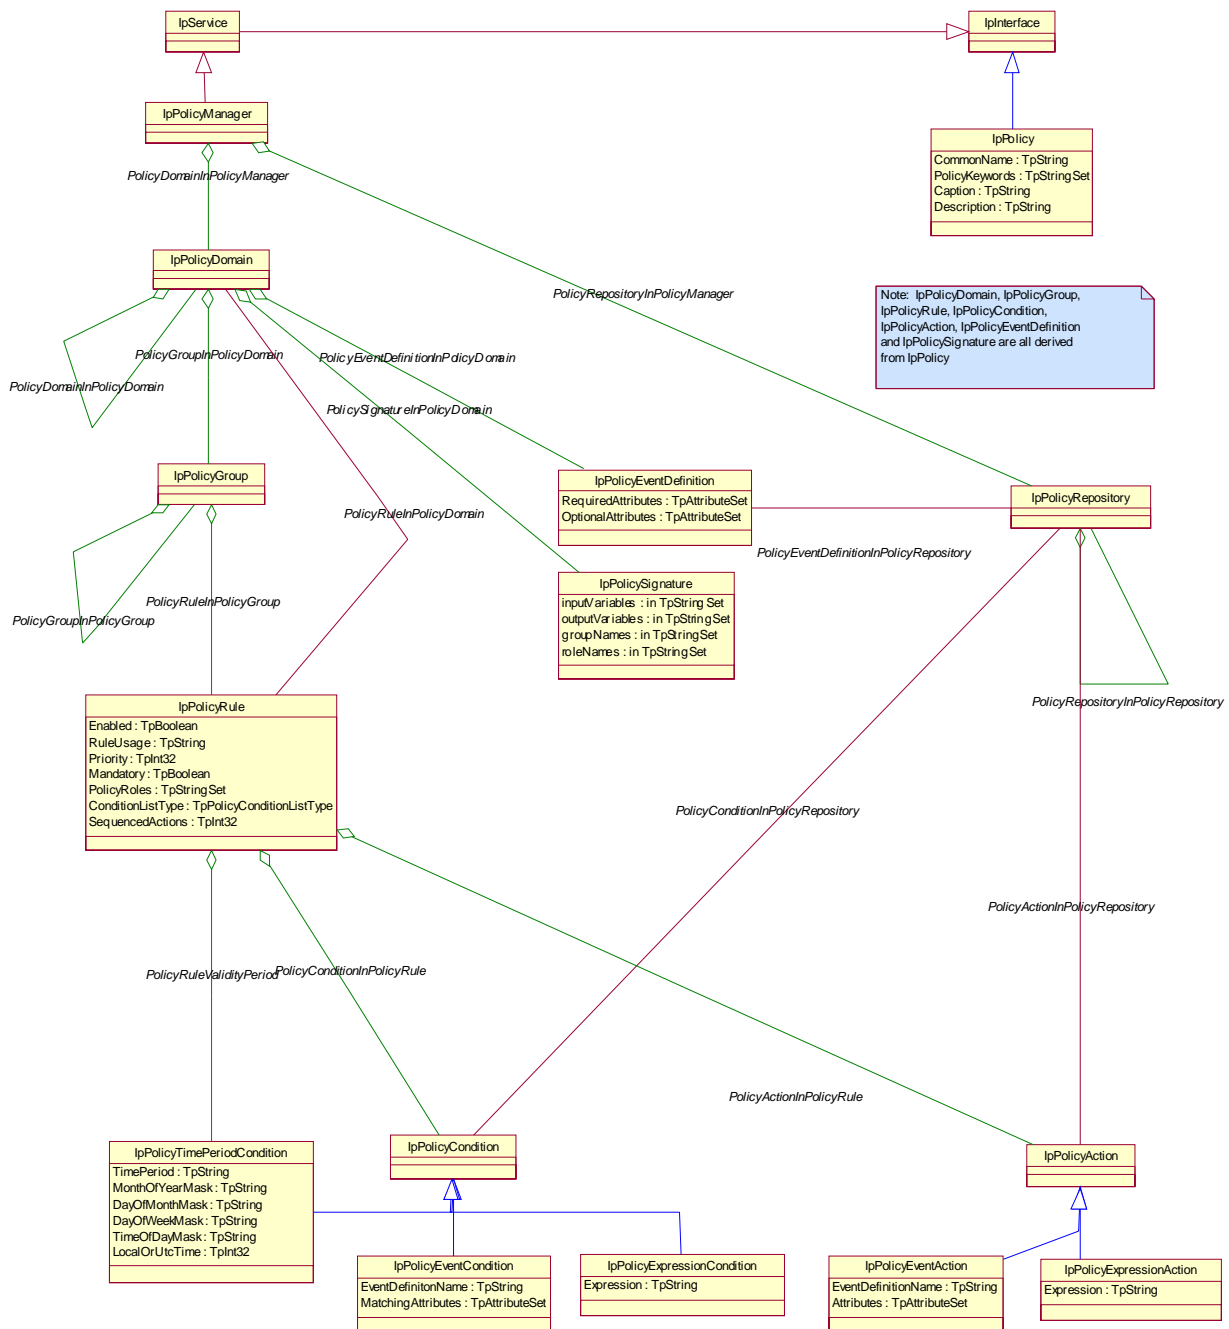 IpService
IpInterface
IpPolicyManager
IpPolicy
CommonName : TpString
PolicyKeywords : TpStringSet
Caption : TpString
Description : TpString
PolicyDomainInPolicyManager
IpPolicyDomain
PolicyRepositoryInPolicyManager
Note: IpPolicyDomain, IpPolicyGroup,
IpPolicyRule, IpPolicyCondition,
IpPolicyAction, IpPolicyEventDefinition
and IpPolicySignature are all derived
from IpPolicy
PolicyGroupInPolicyDomain
PolicyEventDefinitionInPolicyDomain
PolicyDomainInPolicyDomain
PolicySignatureInPolicyDomain
IpPolicyGroup
IpPolicyEventDefinition
RequiredAttributes : TpAttributeSet
OptionalAttributes : TpAttributeSet
IpPolicyRepository
PolicyRuleInPolicyDomain
PolicyEventDefinitionInPolicyRepository
IpPolicySignature
inputVariables : in TpStringSet
outputVariables : in TpStringSet
groupNames : in TpStringSet
roleNames : in TpStringSet
PolicyRuleInPolicyGroup
PolicyGroupInPolicyGroup
PolicyRepositoryInPolicyRepository
IpPolicyRule
Enabled : TpBoolean
RuleUsage : TpString
Priority : TpInt32
Mandatory : TpBoolean
PolicyRoles : TpStringSet
ConditionListType : TpPolicyConditionListType
SequencedActions : TpInt32
PolicyConditionInPolicyRepository
PolicyActionInPolicyRepository
PolicyRuleValidityPeriod
PolicyConditionInPolicyRule
PolicyActionInPolicyRule
IpPolicyTimePeriodCondition
TimePeriod : TpString
MonthOfYearMask : TpString
DayOfMonthMask : TpString
DayOfWeekMask : TpString
TimeOfDayMask : TpString
LocalOrUtcTime : TpInt32
IpPolicyCondition
IpPolicyAction
IpPolicyEventCondition
EventDefinitonName : TpString
MatchingAttributes : TpAttributeSet
IpPolicyExpressionCondition
Expression : TpString
IpPolicyEventAction
EventDefinitionName : TpString
Attributes : TpAttributeSet
IpPolicyExpressionAction
Expression : TpString